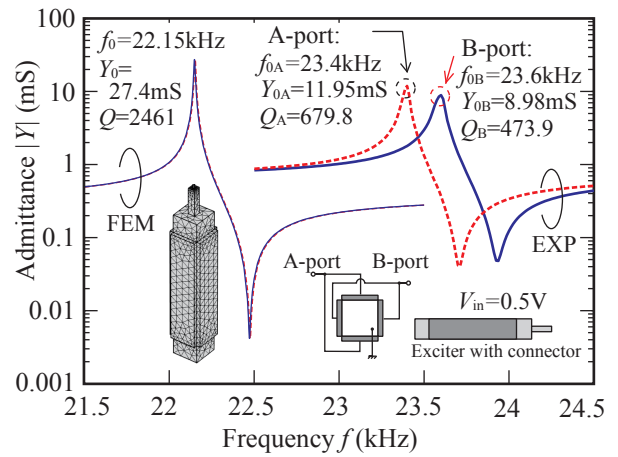 100
10
1
0.1
0.01
0.001
Admittance |Y| (mS)
f0=22.15kHz
Y0=
27.4mS
Q=2461
A-port:
f0A=23.4kHz
Y0A=11.95mS
QA=679.8
B-port:
f0B=23.6kHz
Y0B=8.98mS
QB=473.9
FEM
EXP
A-port
B-port
Vin=0.5V
Exciter with connector
21.5 22 22.5 23 23.5 24 24.5
Frequency f (kHz)